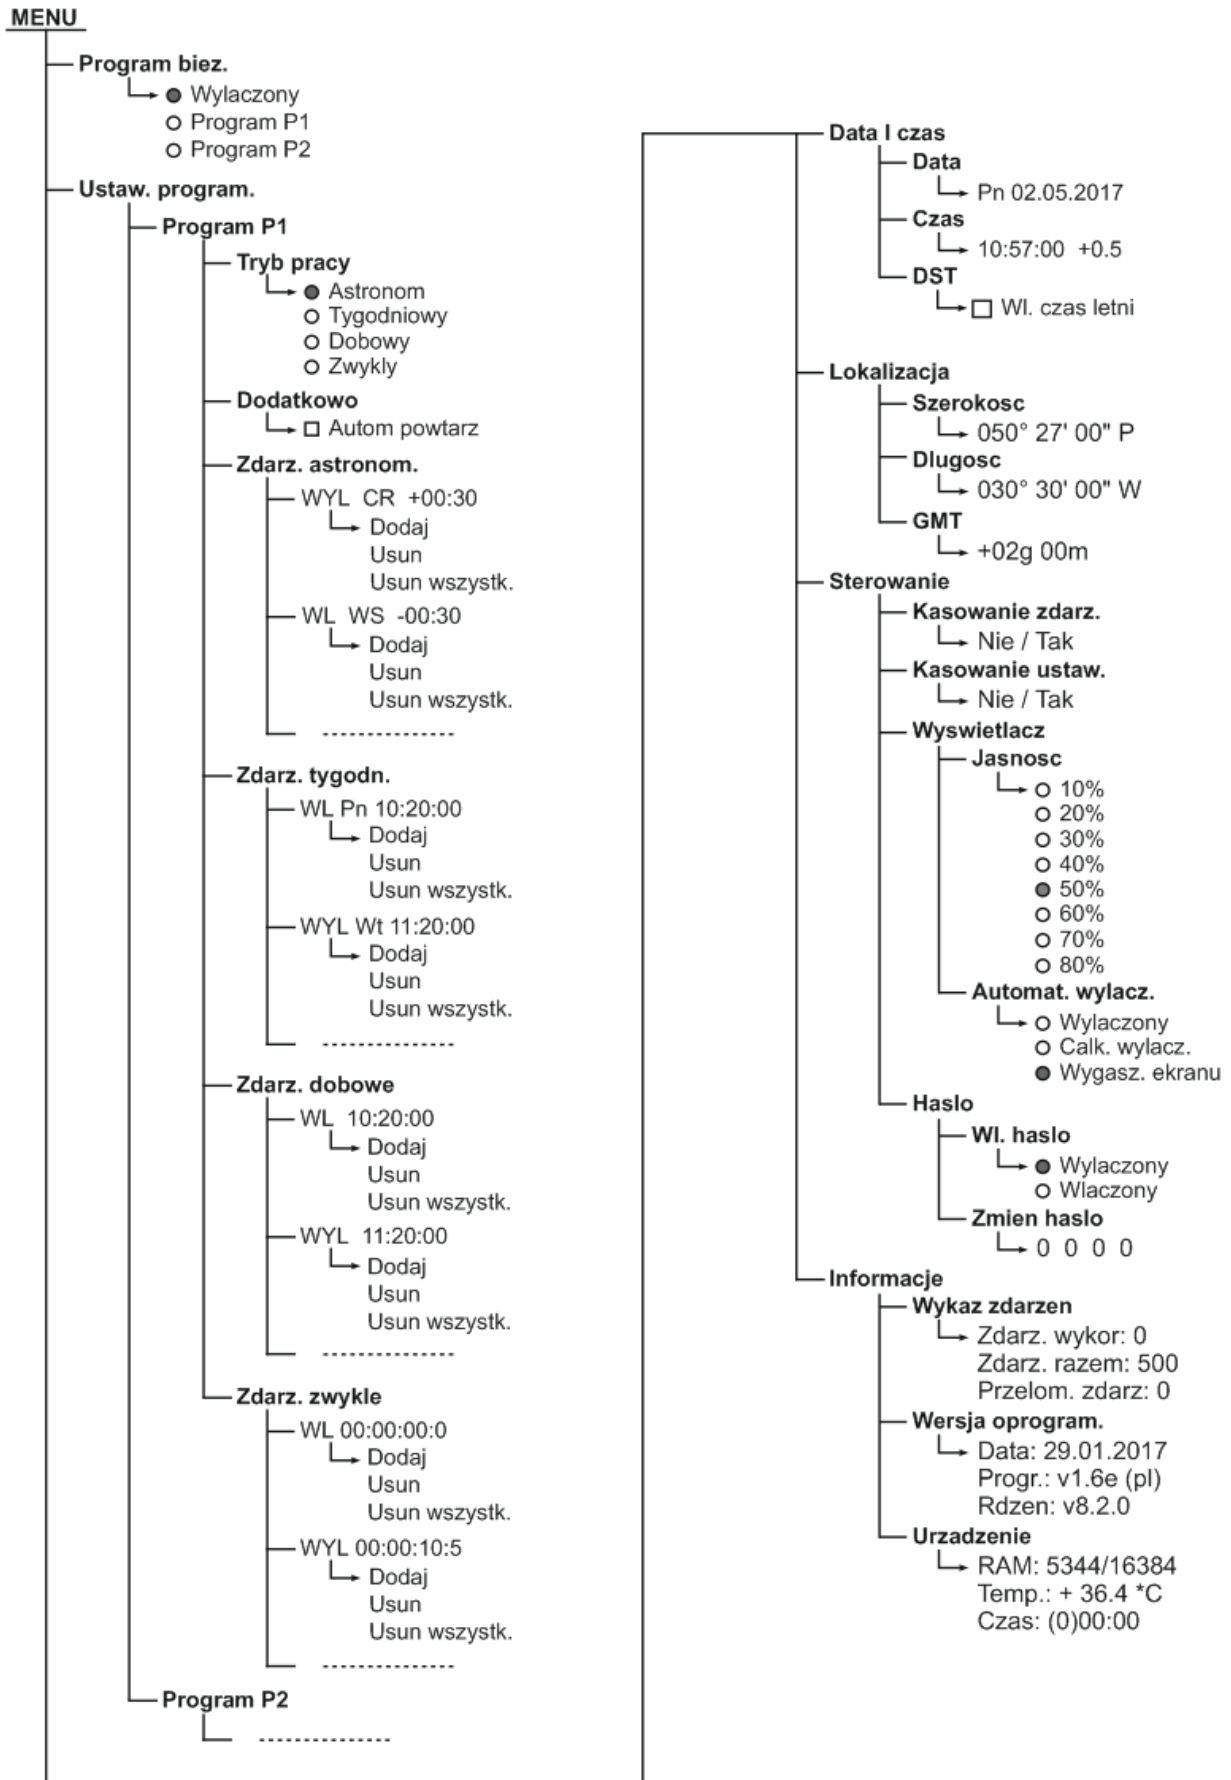 MENU
Program biez.
Wylaczony
Program P1
Program P2
Ustaw. program.
Program P1
Tryb pracy
Astronom
Tygodniowy
Dobowy
Zwykly
Dodatkowo
Autom powtarz
Zdarz. astronom.
WYL CR +00:30
Dodaj
Usun
Usun wszystk.
WL WS -00:30
Dodaj
Usun
Usun wszystk.
Zdarz. tygodn.
WL Pn 10:20:00
Dodaj
Usun
Usun wszystk.
WYL Wt 11:20:00
Dodaj
Usun
Usun wszystk.
Zdarz. dobowe
WL 10:20:00
Dodaj
Usun
Usun wszystk.
WYL 11:20:00
Dodaj
Usun
Usun wszystk.
Zdarz. zwykle
WL 00:00:00:0
Dodaj
Usun
Usun wszystk.
WYL 00:00:10:5
Dodaj
Usun
Usun wszystk.
Program P2
Data I czas
Data
Pn 02.05.2017
Czas
10:57:00 +0.5
DST
Wl. czas letni
Lokalizacja
Szerokosc
050° 27' 00" P
Dlugosc
030° 30' 00" W
GMT
+02g 00m
Sterowanie
Kasowanie zdarz.
Nie / Tak
Kasowanie ustaw.
Nie / Tak
Wyswietlacz
Jasnosc
10%
20%
30%
40%
50%
60%
70%
80%
Automat. wylacz.
Wylaczony
Calk. wylacz.
Wygasz. ekranu
Haslo
Wl. haslo
Wylaczony
Wlaczony
Zmien haslo
0 0 0 0
Informacje
Wykaz zdarzen
Zdarz. wykor: 0
Zdarz. razem: 500
Przelom. zdarz: 0
Wersja oprogram.
Data: 29.01.2017
Progr.: v1.6e (pl)
Rdzen: v8.2.0
Urzadzenie
RAM: 5344/16384
Temp.: + 36.4 *C
Czas: (0)00:00